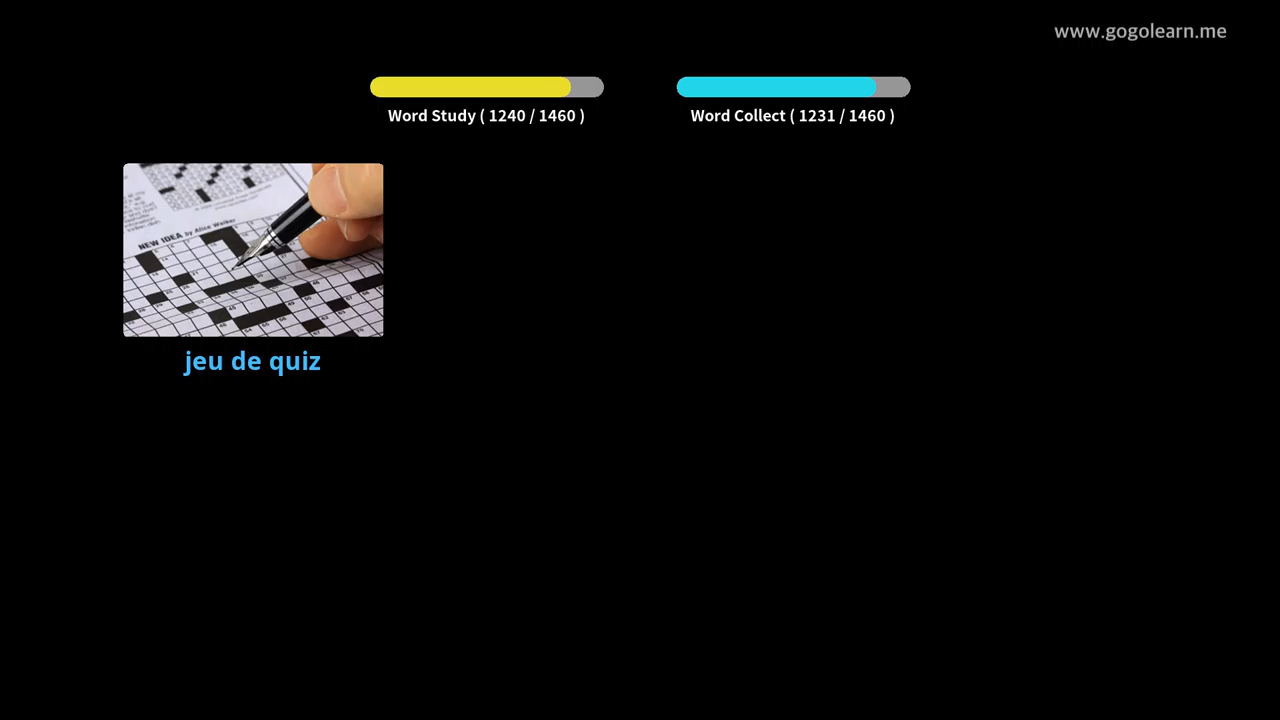 www.gogolearn.me
Word Study ( 1240 / 1460 )
Word Collect ( 1231 / 1460 )
NEW IDEA by Alice Walker
jeu de quiz